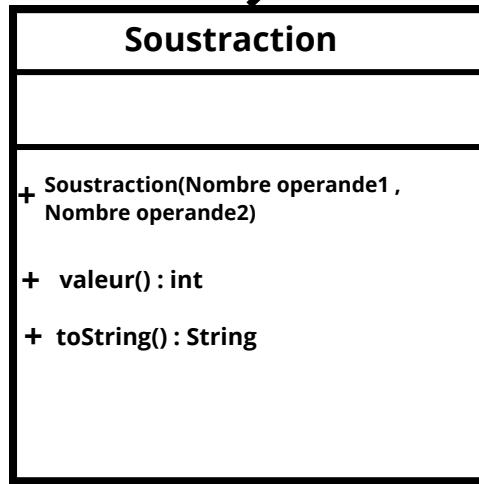 Soustraction
+ Soustraction(Nombre operande1 ,
Nombre operande2)
+ valeur() : int
+ toString() : String